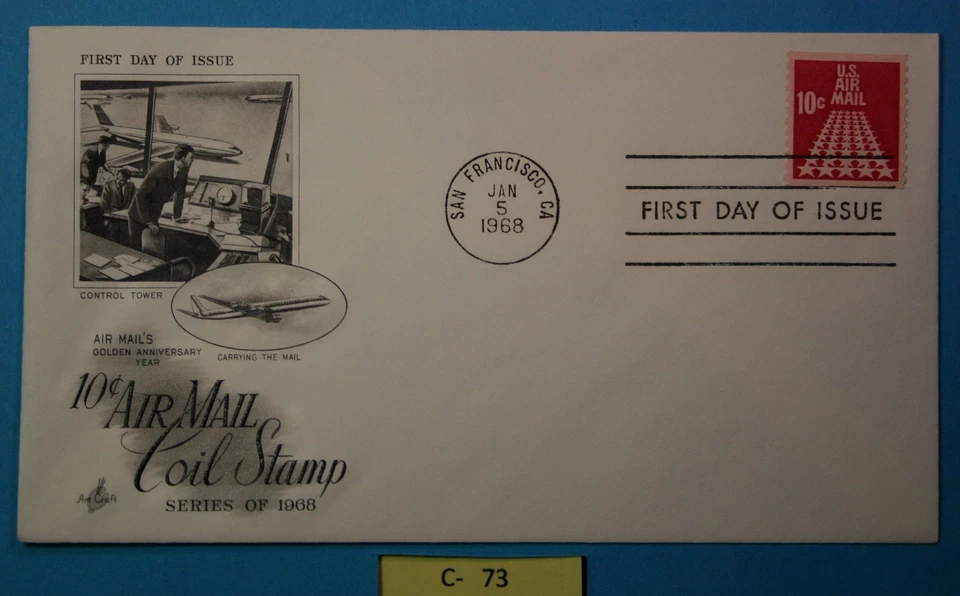 FIRST DAY OF ISSUE
CONTROL TOWER
CARRYING THE MAIL
AIR MAIL'S
GOLDEN ANNIVERSARY
YEAR
10¢ AIR MAIL
Coil Stamp
SERIES OF 1968
Art Craft
SAN FRANCISCO, CA
JAN
5
1968
U.S.
AIR
10c MAIL
FIRST DAY OF ISSUE
C- 73